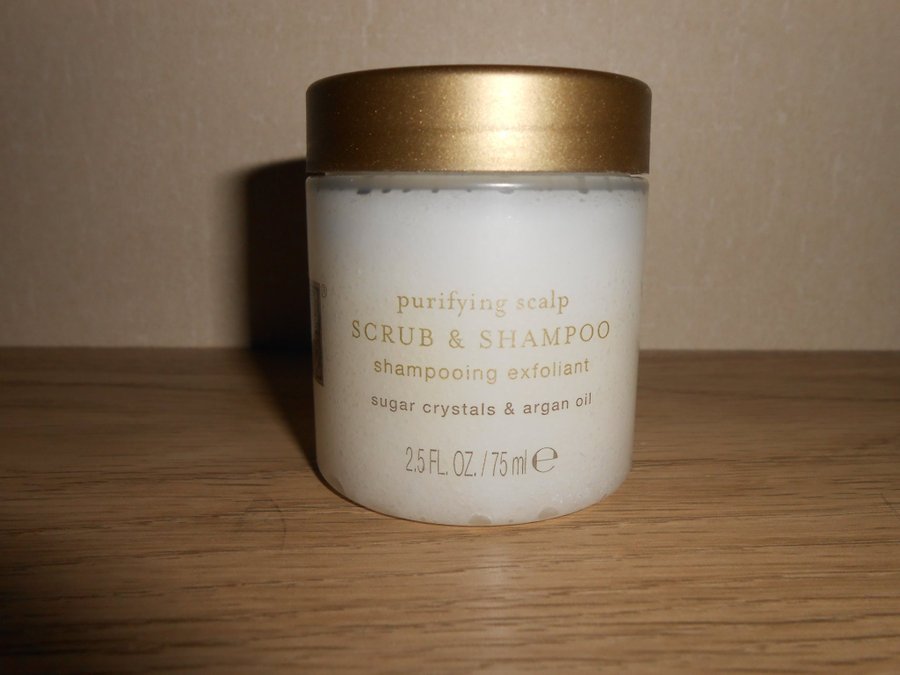 purifying scalp
SCRUB & SHAMPOO
shampooing exfoliant
sugar crystals & argan oil
2.5 FL. OZ. / 75 ml ℮
®